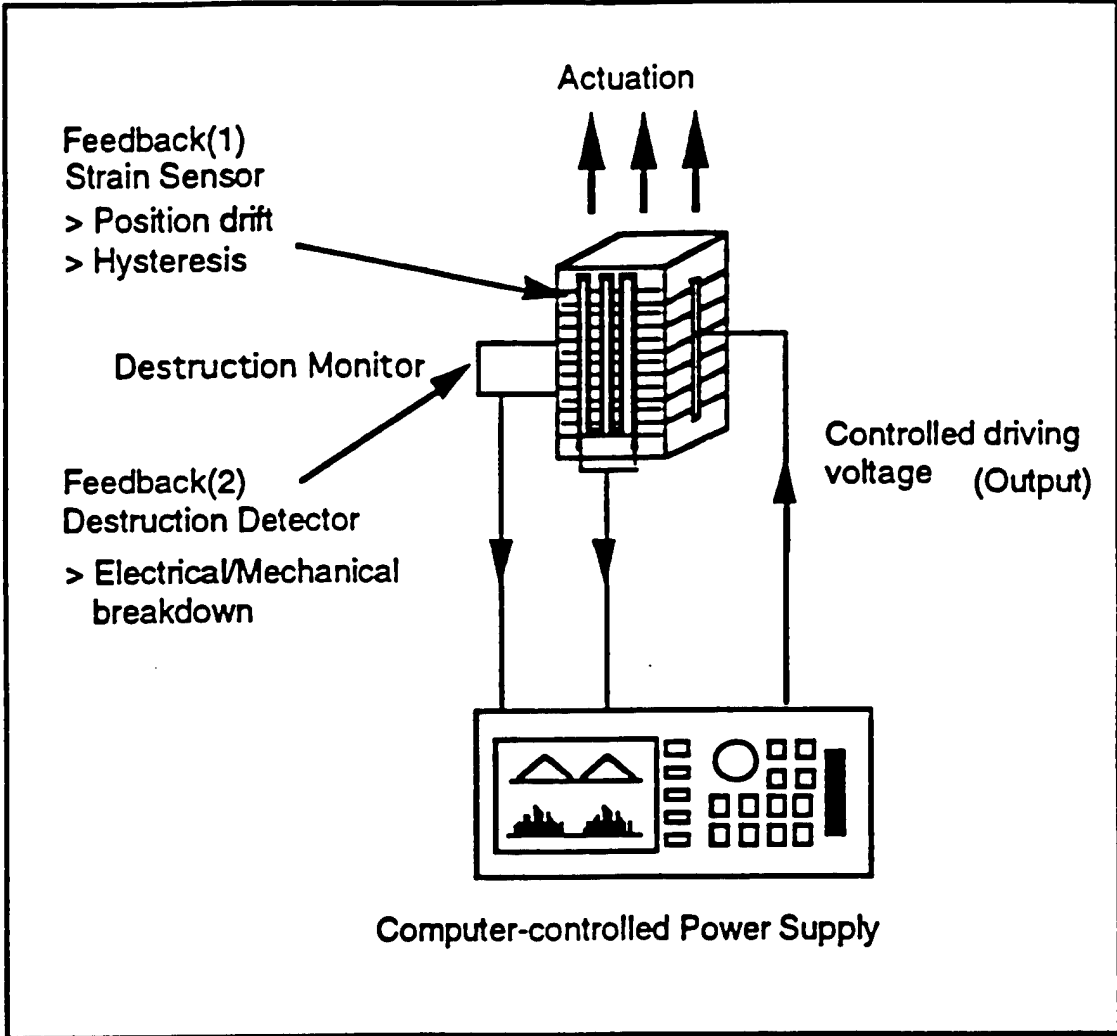 Actuation
Feedback(1)
Strain Sensor
> Position drift
> Hysteresis
Destruction Monitor
Feedback(2)
Destruction Detector
> Electrical/Mechanical
breakdown
Controlled driving
voltage (Output)
Computer-controlled Power Supply